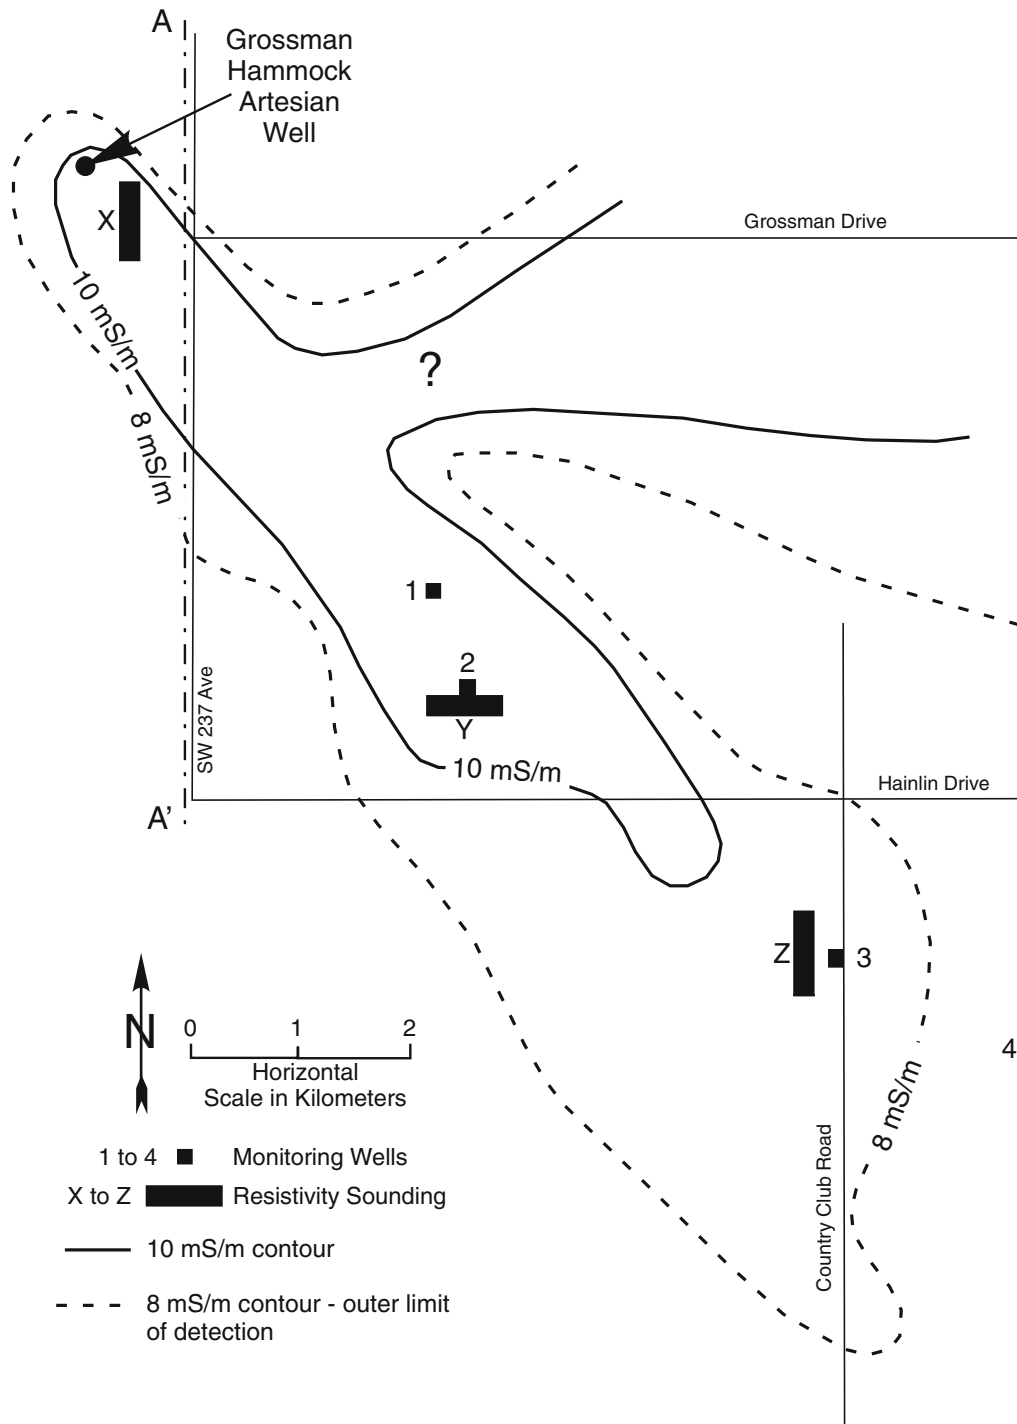 A
Grossman
Hammock
Artesian
Well
X
Grossman Drive
10 mS/m
?
8 mS/m
1
2
Y
SW 237 Ave
10 mS/m
Hainlin Drive
A'
Z
3
N
0 1 2
Horizontal
Scale in Kilometers
4
8 mS/m
Country Club Road
1 to 4 Monitoring Wells
X to Z Resistivity Sounding
10 mS/m contour
8 mS/m contour - outer limit
of detection